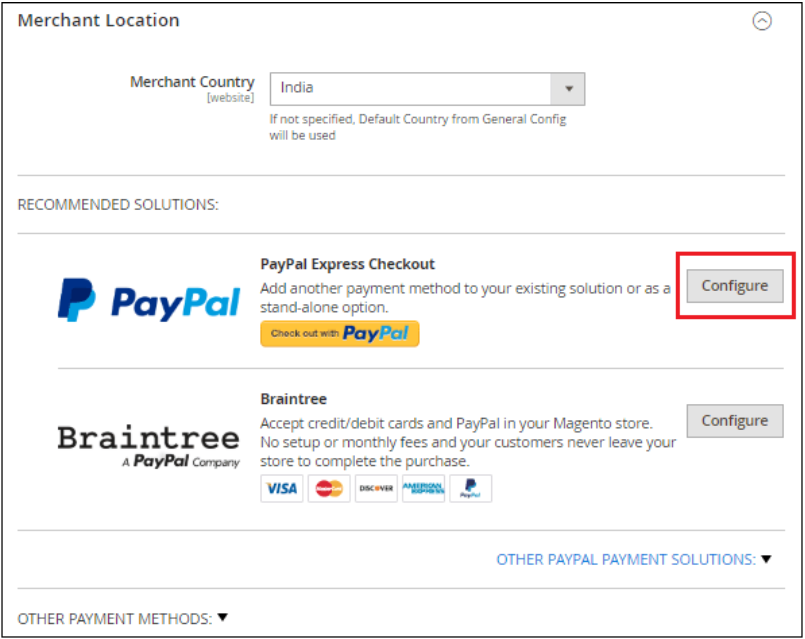 Merchant Location
Merchant Country
[website]
India
If not specified, Default Country from General Config
will be used
RECOMMENDED SOLUTIONS:
PayPal
PayPal Express Checkout
Add another payment method to your existing solution or as a
stand-alone option.
Check out with PayPal
Configure
Braintree
A PayPal Company
Braintree
Accept credit/debit cards and PayPal in your Magento store.
No setup or monthly fees and your customers never leave your
store to complete the purchase.
VISA MasterCard DISCOVER AMERICAN EXPRESS PayPal
Configure
OTHER PAYPAL PAYMENT SOLUTIONS:
OTHER PAYMENT METHODS: